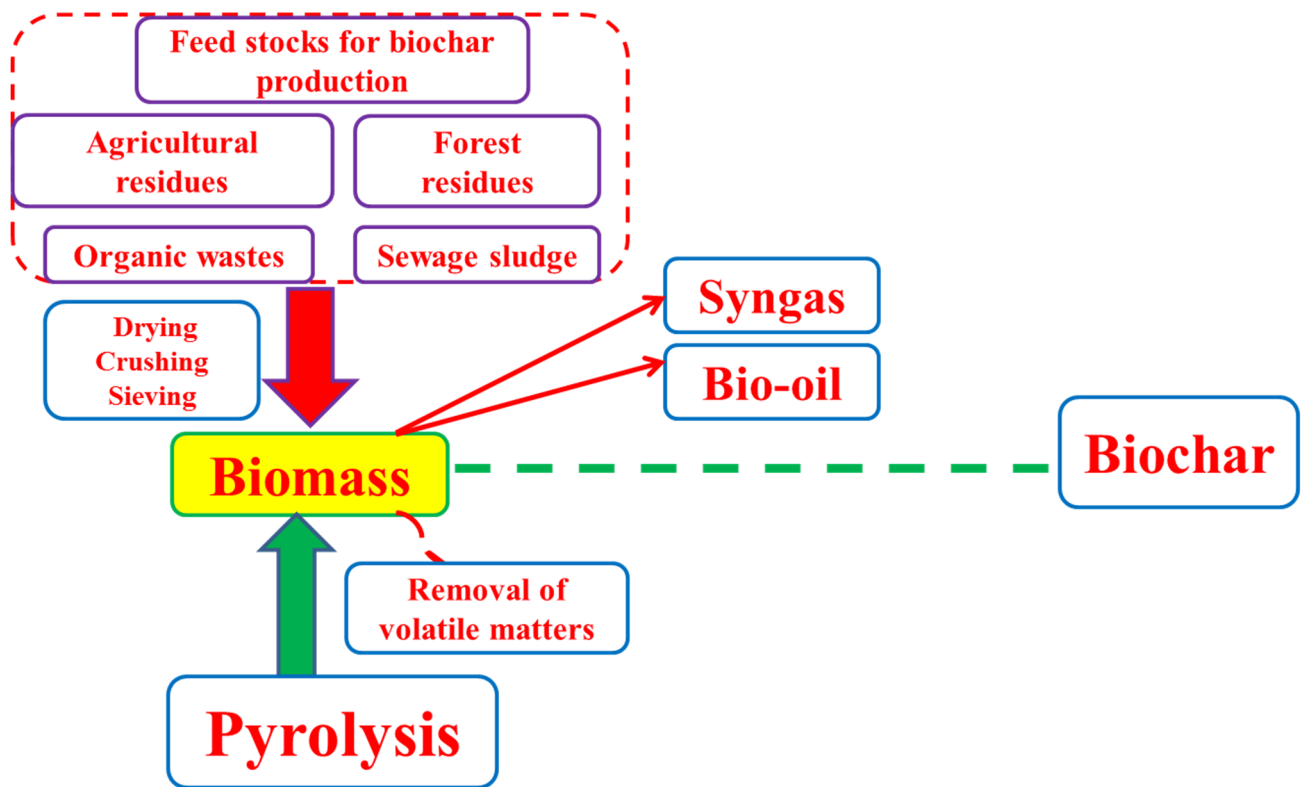 Feed stocks for biochar
production
Agricultural
residues
Forest
residues
Organic wastes
Sewage sludge
Drying
Crushing
Sieving
Syngas
Bio-oil
Biomass
Biochar
Removal of
volatile matters
Pyrolysis